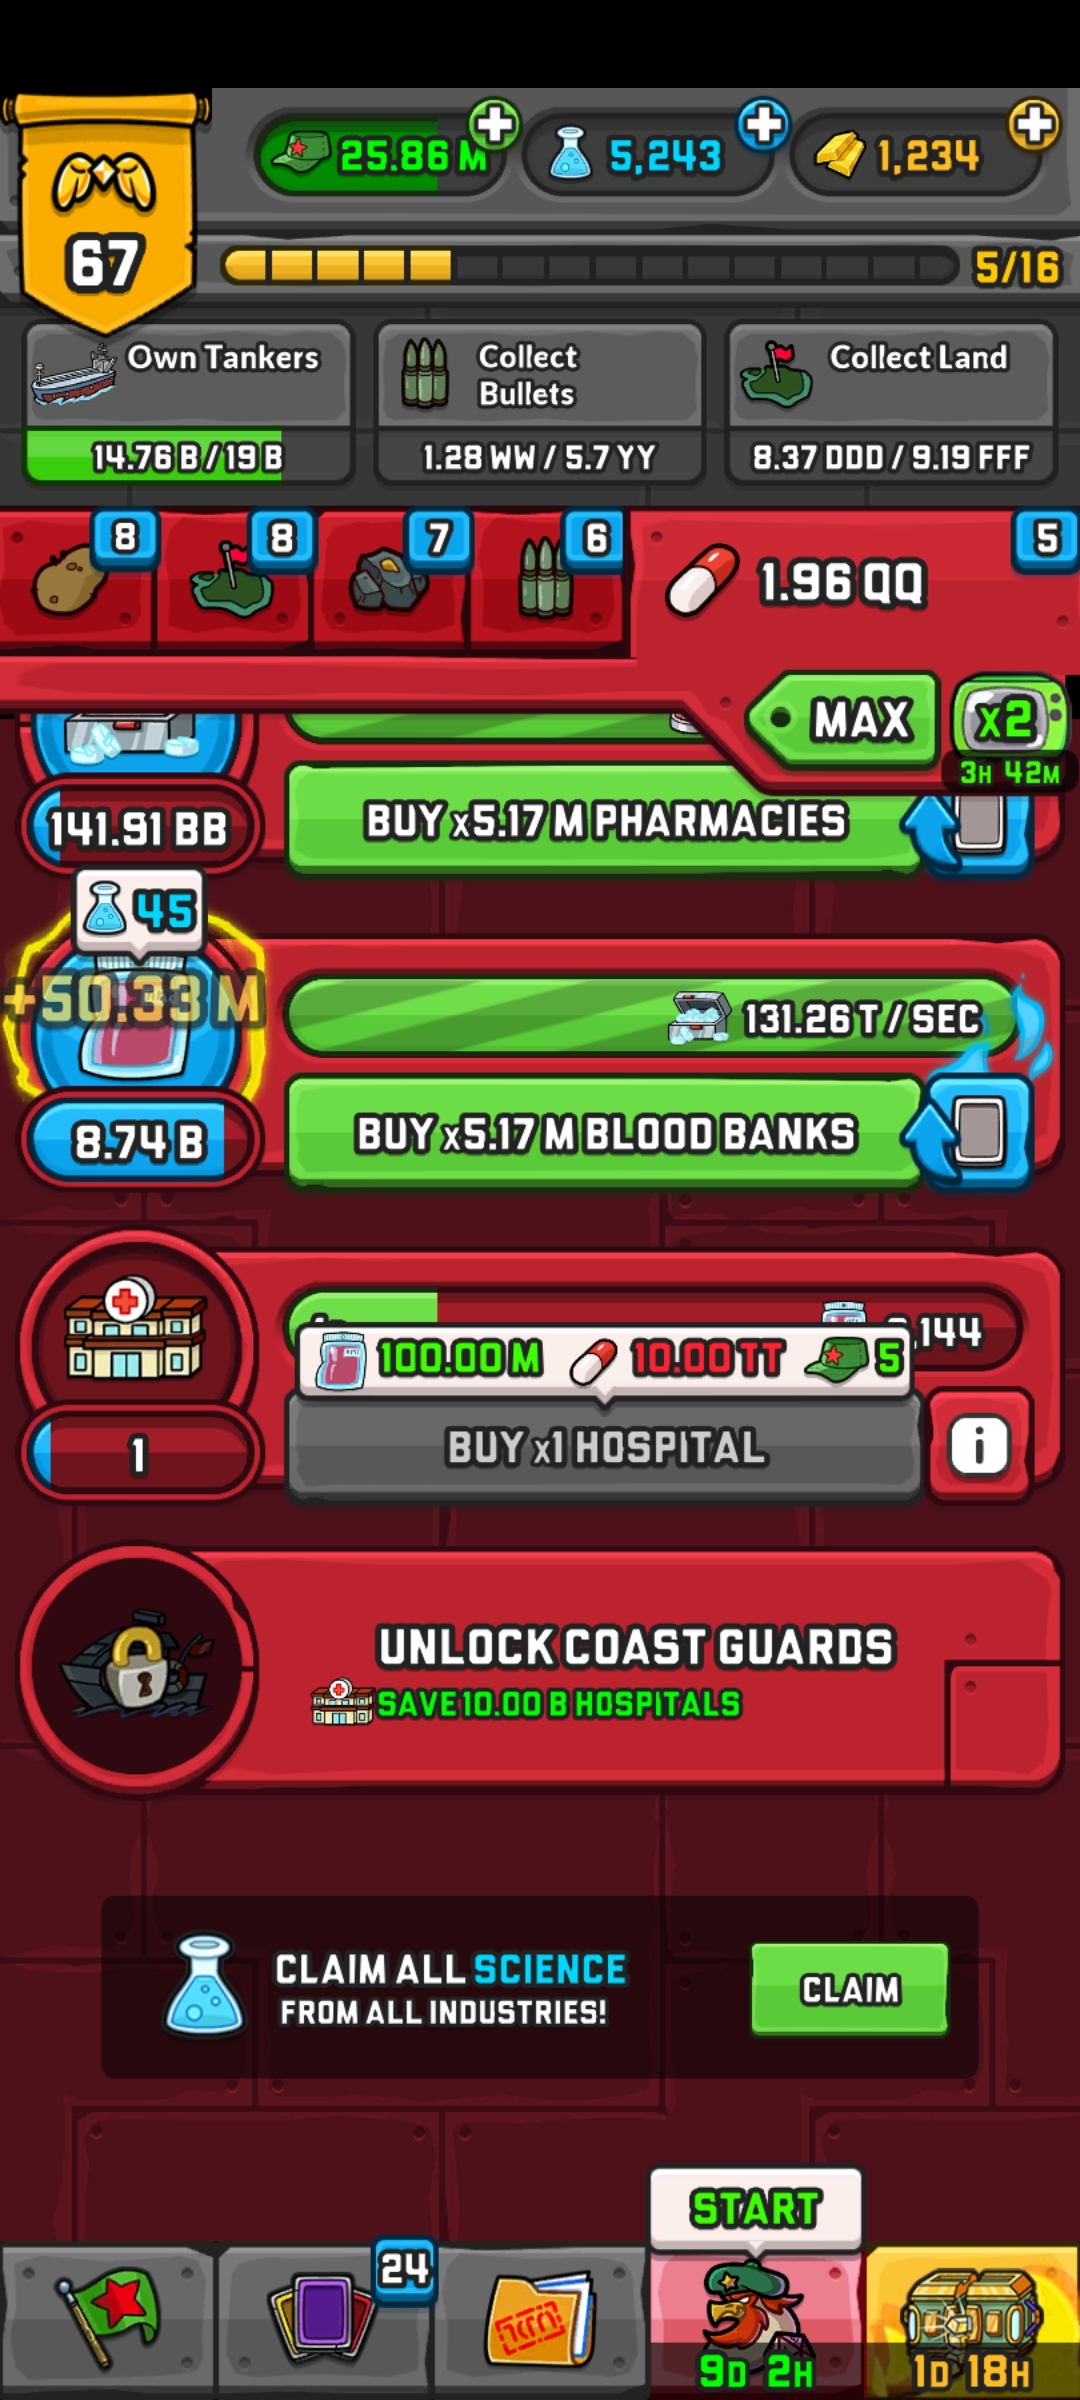 25.86 M
5,243
1,234
67
5/16
Own Tankers
14.76 B / 19 B
Collect
Bullets
1.28 WW / 5.7 YY
Collect Land
8.37 DDD / 9.19 FFF
8
8
7
6
1.96 QQ
5
MAX
x2
3H 42M
141.91 BB
BUY x5.17 M PHARMACIES
45
+50.33 M
131.26 T / SEC
8.74 B
BUY x5.17 M BLOOD BANKS
,144
100.00 M
10.00 TT
5
1
BUY x1 HOSPITAL
i
UNLOCK COAST GUARDS
SAVE 10.00 B HOSPITALS
CLAIM ALL SCIENCE
FROM ALL INDUSTRIES!
CLAIM
START
24
9D 2H
1D 18H